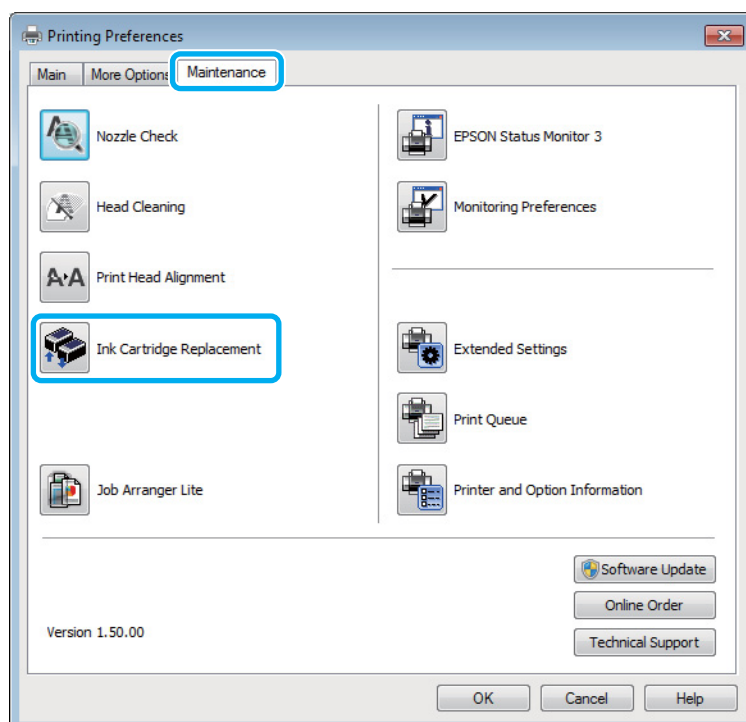 Printing Preferences
Main More Options Maintenance
Nozzle Check
EPSON Status Monitor 3
Head Cleaning
Monitoring Preferences
Print Head Alignment
Ink Cartridge Replacement
Extended Settings
Print Queue
Job Arranger Lite
Printer and Option Information
Software Update
Online Order
Version 1.50.00
Technical Support
OK Cancel Help